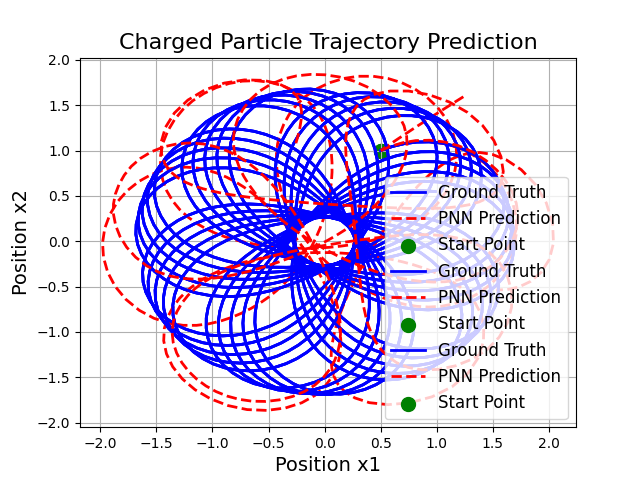 Charged Particle Trajectory Prediction
2.0
1.5
1.0
0.5
0.0
−0.5
−1.0
−1.5
−2.0
Position x2
Ground Truth
PNN Prediction
Start Point
Ground Truth
PNN Prediction
Start Point
Ground Truth
PNN Prediction
Start Point
−2.0 −1.5 −1.0 −0.5 0.0 0.5 1.0 1.5 2.0
Position x1